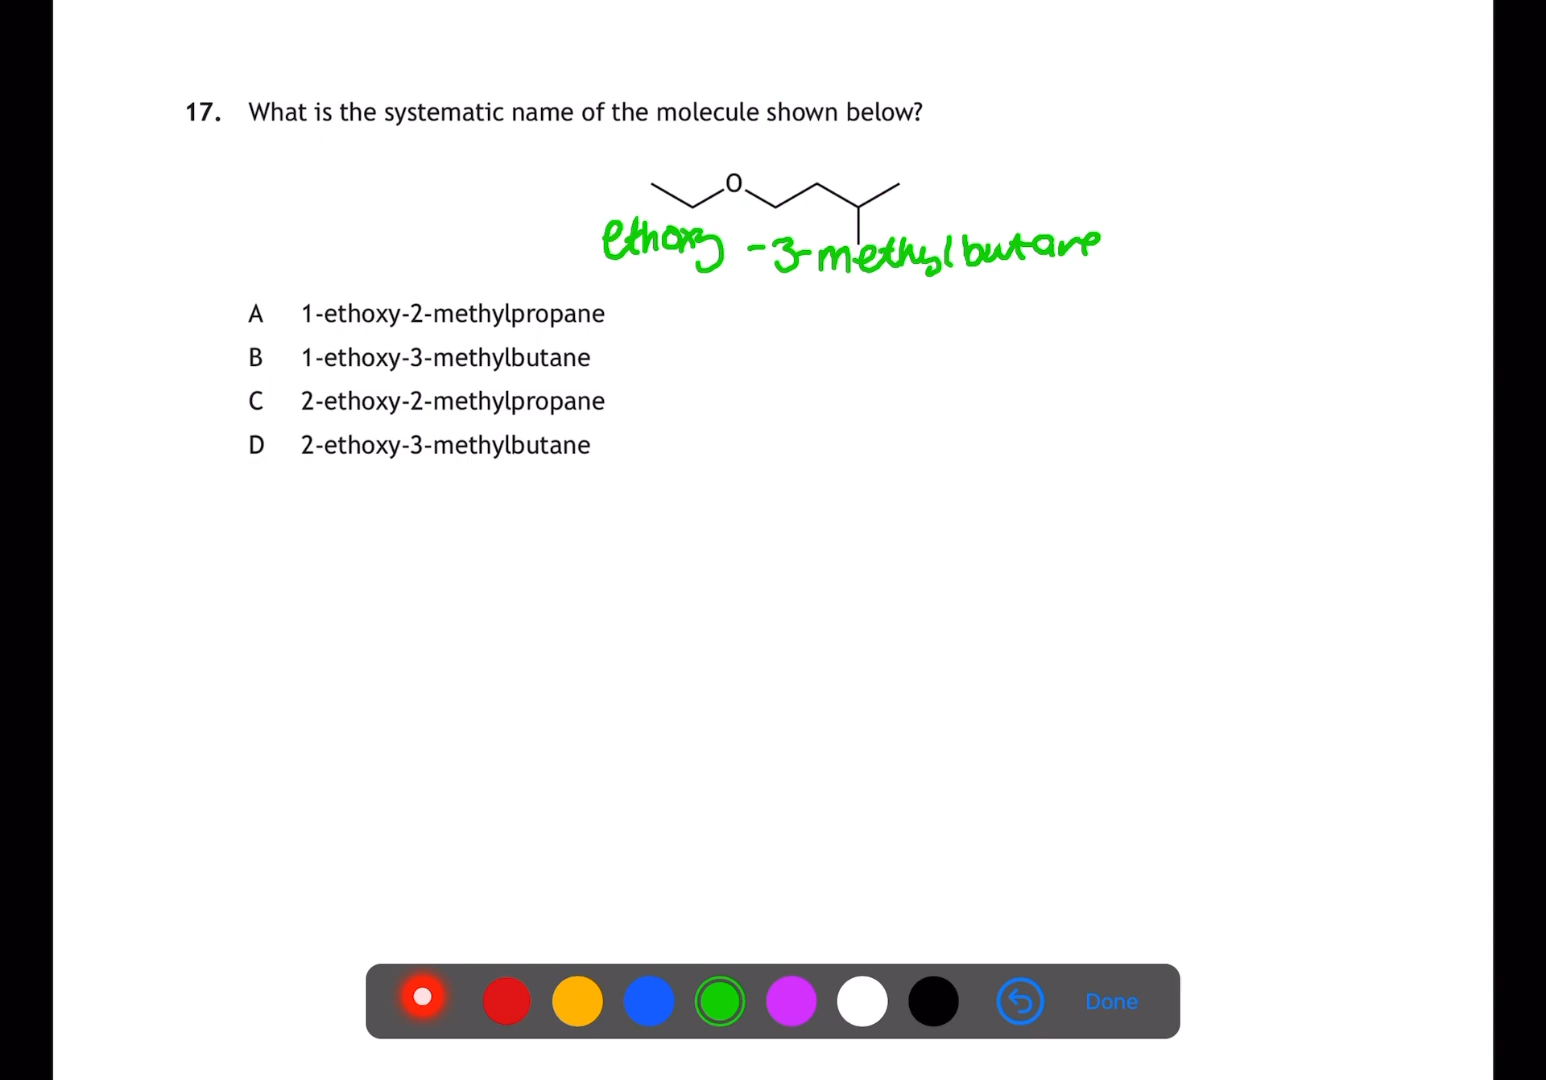 17. What is the systematic name of the molecule shown below?
O
ethoxy -3-methylbutane
A 1-ethoxy-2-methylpropane
B 1-ethoxy-3-methylbutane
C 2-ethoxy-2-methylpropane
D 2-ethoxy-3-methylbutane
Done